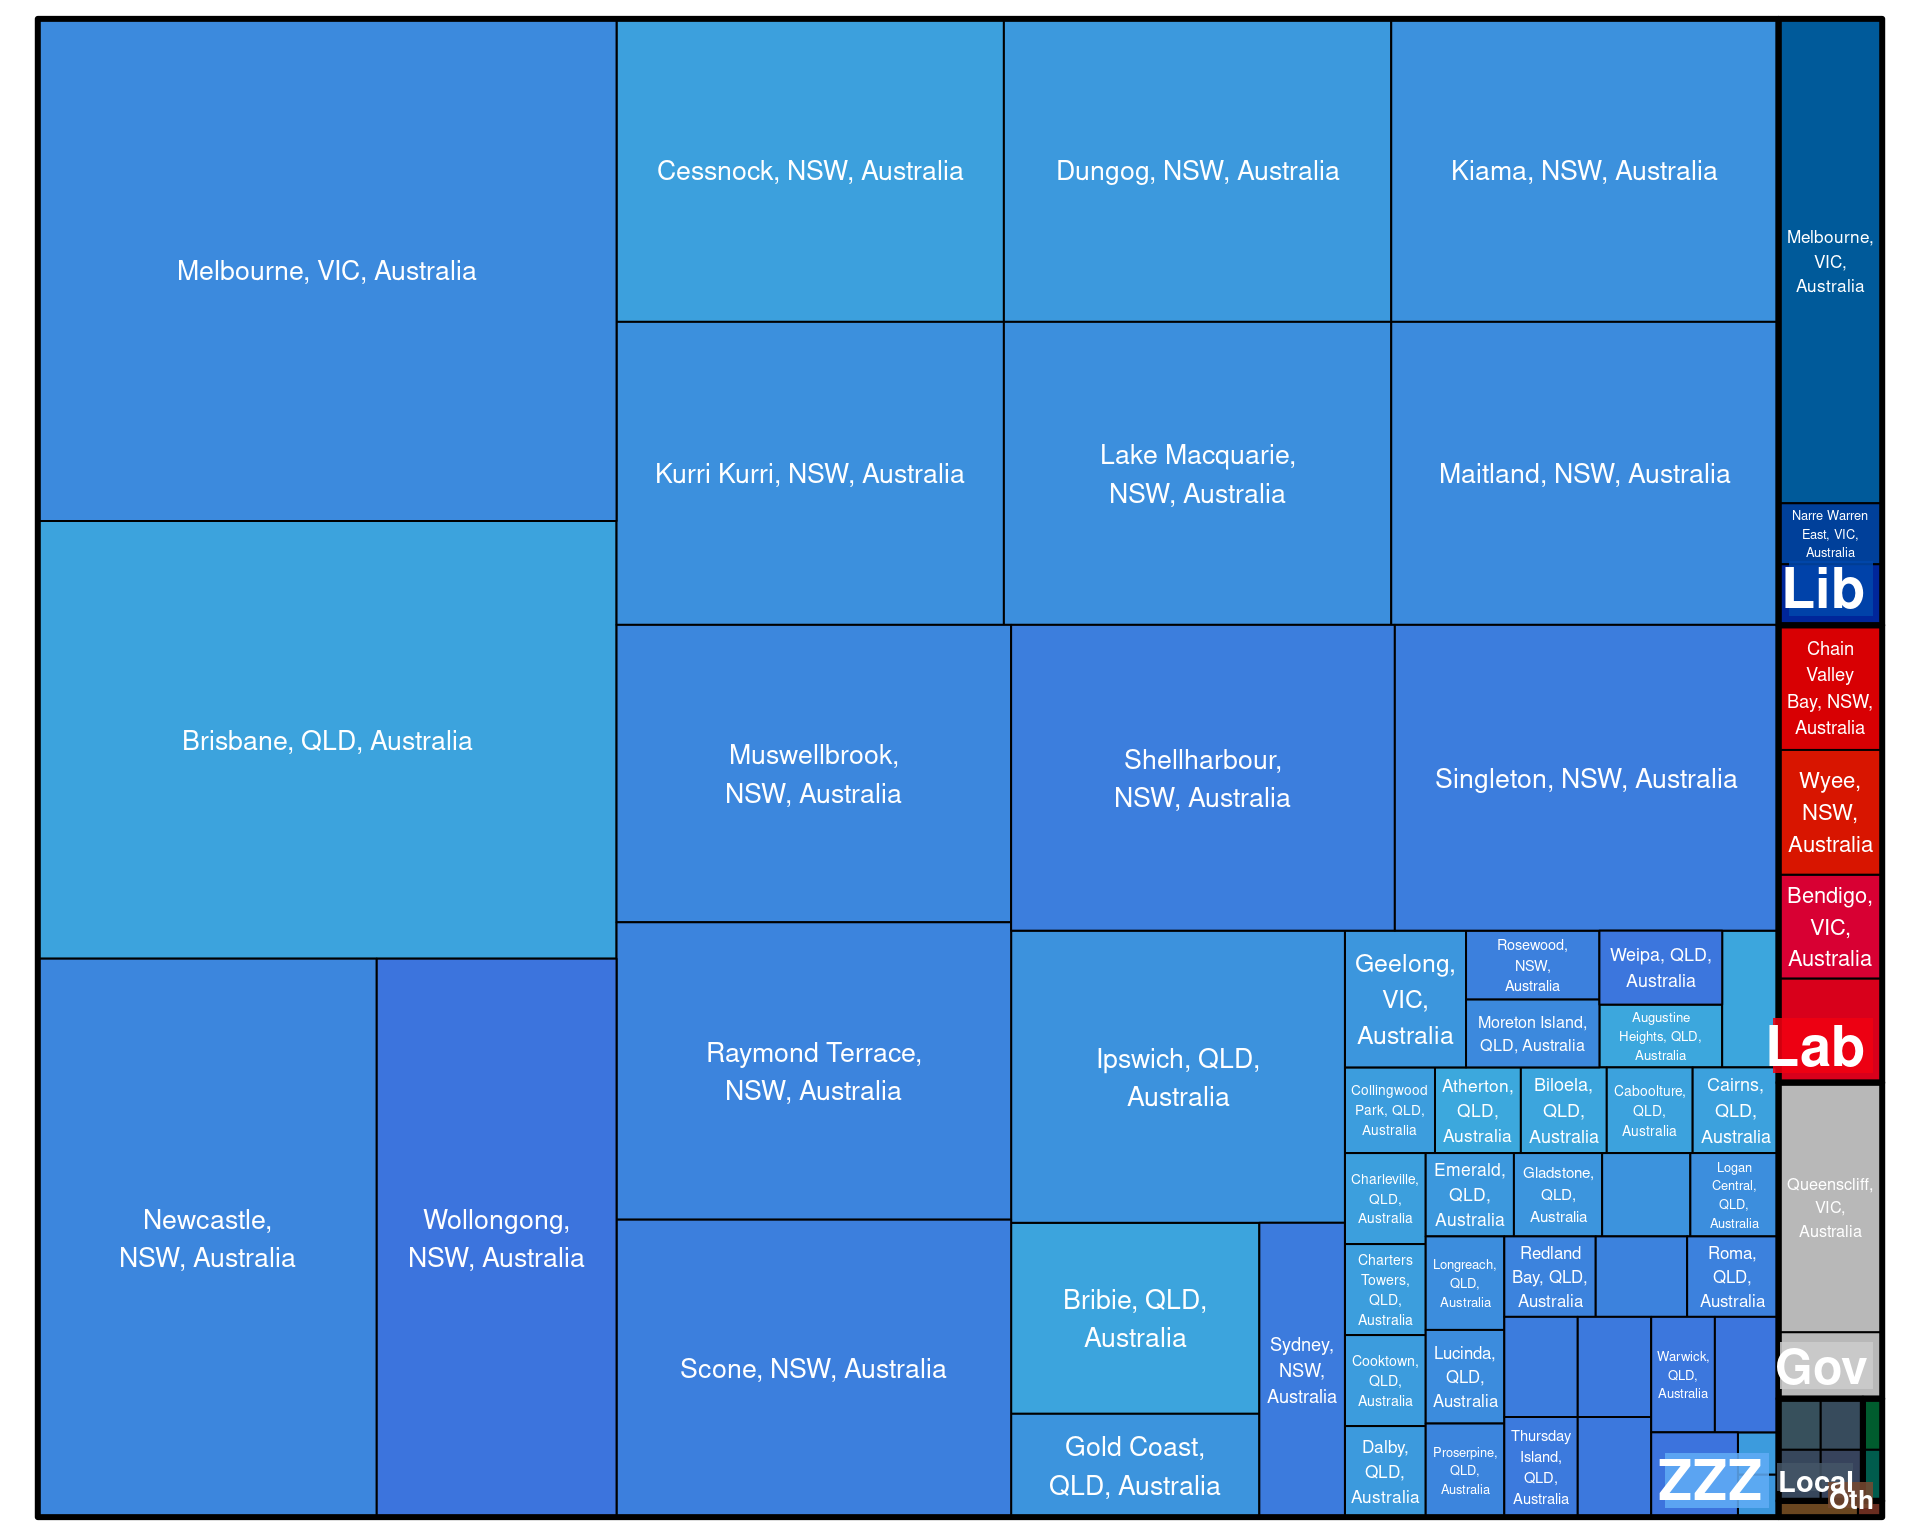 Melbourne, VIC, Australia
Cessnock, NSW, Australia
Dungog, NSW, Australia
Kiama, NSW, Australia
Kurri Kurri, NSW, Australia
Lake Macquarie,
NSW, Australia
Maitland, NSW, Australia
Brisbane, QLD, Australia
Muswellbrook,
NSW, Australia
Shellharbour,
NSW, Australia
Singleton, NSW, Australia
Newcastle,
NSW, Australia
Wollongong,
NSW, Australia
Raymond Terrace,
NSW, Australia
Scone, NSW, Australia
Ipswich, QLD,
Australia
Bribie, QLD,
Australia
Gold Coast,
QLD, Australia
Sydney,
NSW,
Australia
Geelong,
VIC,
Australia
Rosewood,
NSW,
Australia
Moreton Island,
QLD, Australia
Weipa, QLD,
Australia
Augustine
Heights, QLD,
Australia
Collingwood
Park, QLD,
Australia
Atherton,
QLD,
Australia
Biloela,
QLD,
Australia
Caboolture,
QLD,
Australia
Cairns,
QLD,
Australia
Charleville,
QLD,
Australia
Emerald,
QLD,
Australia
Gladstone,
QLD,
Australia
Logan
Central,
QLD,
Australia
Charters
Towers,
QLD,
Australia
Longreach,
QLD,
Australia
Redland
Bay, QLD,
Australia
Roma,
QLD,
Australia
Cooktown,
QLD,
Australia
Lucinda,
QLD,
Australia
Warwick,
QLD,
Australia
Dalby,
QLD,
Australia
Proserpine,
QLD,
Australia
Thursday
Island,
QLD,
Australia
ZZZ
Melbourne,
VIC,
Australia
Narre Warren
East, VIC,
Australia
Lib
Chain
Valley
Bay, NSW,
Australia
Wyee,
NSW,
Australia
Bendigo,
VIC,
Australia
Lab
Queenscliff,
VIC,
Australia
Gov
Local
Oth